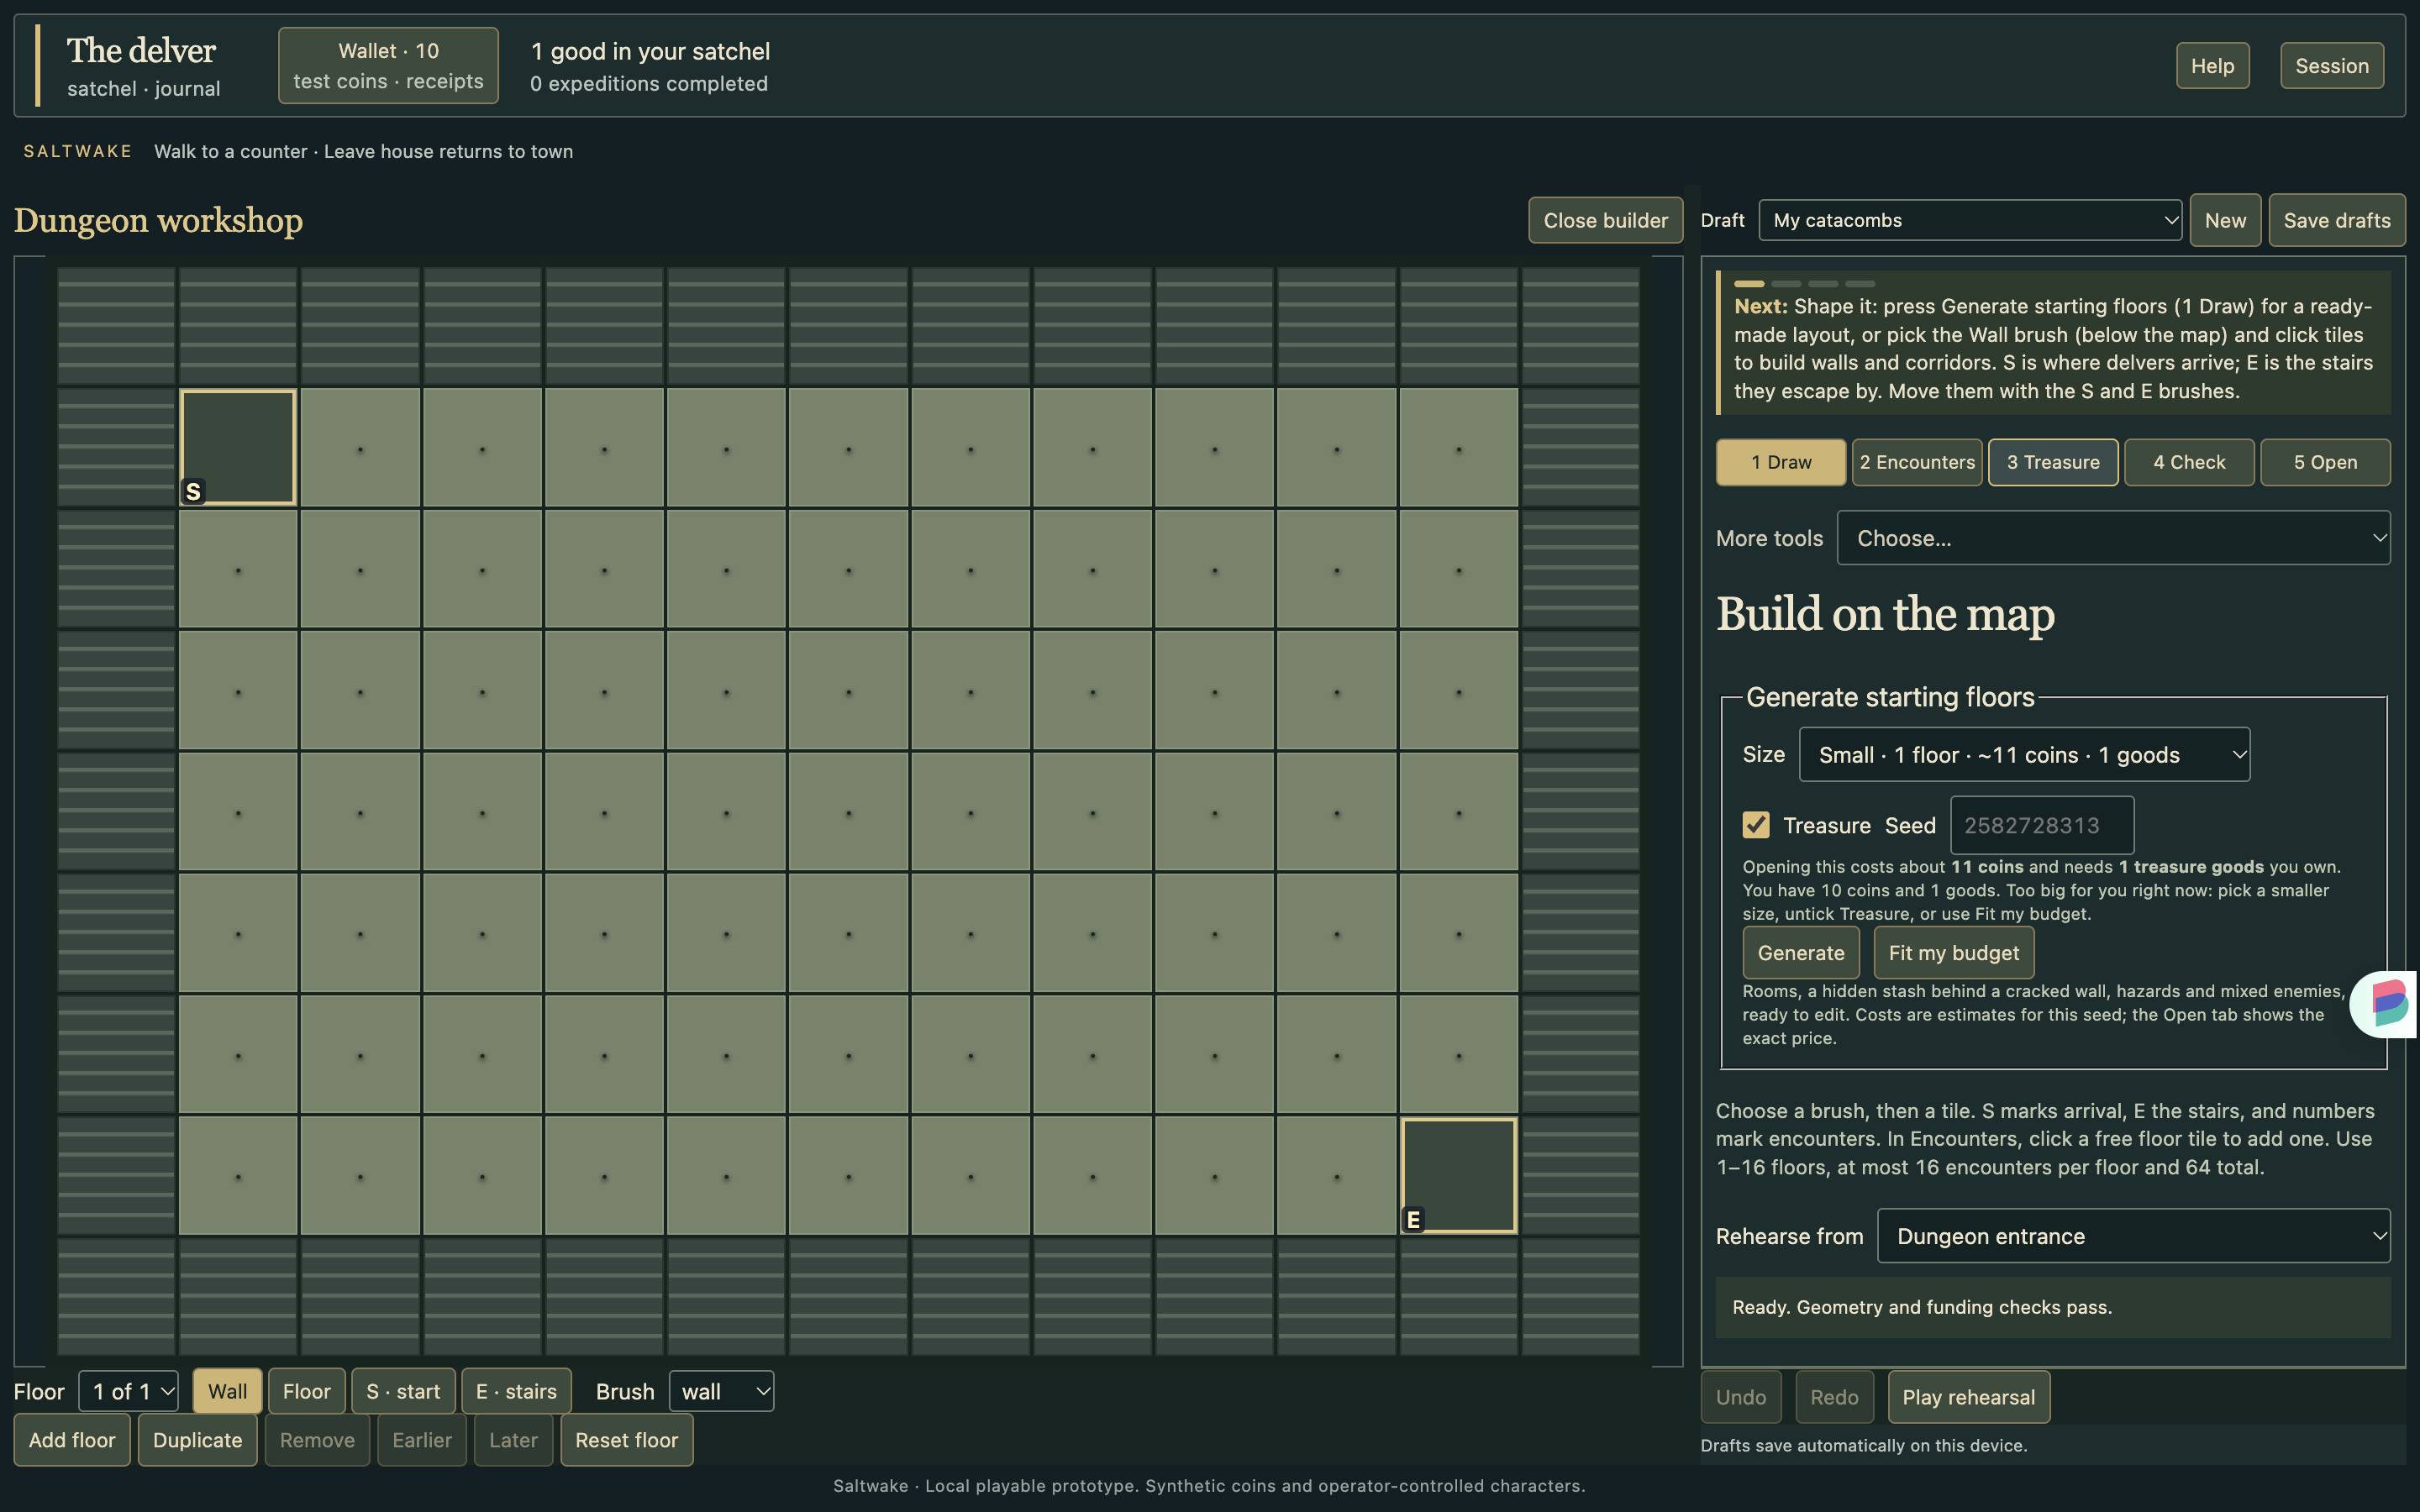 The delver
satchel · journal
Wallet · 10
test coins · receipts
1 good in your satchel
0 expeditions completed
Help
Session
SALTWAKE Walk to a counter · Leave house returns to town
Dungeon workshop
Close builder
Draft My catacombs New Save drafts
Next: Shape it: press Generate starting floors (1 Draw) for a ready-
made layout, or pick the Wall brush (below the map) and click tiles
to build walls and corridors. S is where delvers arrive; E is the stairs
they escape by. Move them with the S and E brushes.
1 Draw 2 Encounters 3 Treasure 4 Check 5 Open
More tools Choose...
Build on the map
Generate starting floors
Size Small · 1 floor · ~11 coins · 1 goods
Treasure Seed 2582728313
Opening this costs about 11 coins and needs 1 treasure goods you own.
You have 10 coins and 1 goods. Too big for you right now: pick a smaller
size, untick Treasure, or use Fit my budget.
Generate Fit my budget
Rooms, a hidden stash behind a cracked wall, hazards and mixed enemies,
ready to edit. Costs are estimates for this seed; the Open tab shows the
exact price.
Choose a brush, then a tile. S marks arrival, E the stairs, and numbers
mark encounters. In Encounters, click a free floor tile to add one. Use
1–16 floors, at most 16 encounters per floor and 64 total.
Rehearse from Dungeon entrance
Ready. Geometry and funding checks pass.
S
E
Floor 1 of 1 Wall Floor S · start E · stairs Brush wall
Add floor Duplicate Remove Earlier Later Reset floor
Undo Redo Play rehearsal
Drafts save automatically on this device.
Saltwake · Local playable prototype. Synthetic coins and operator-controlled characters.